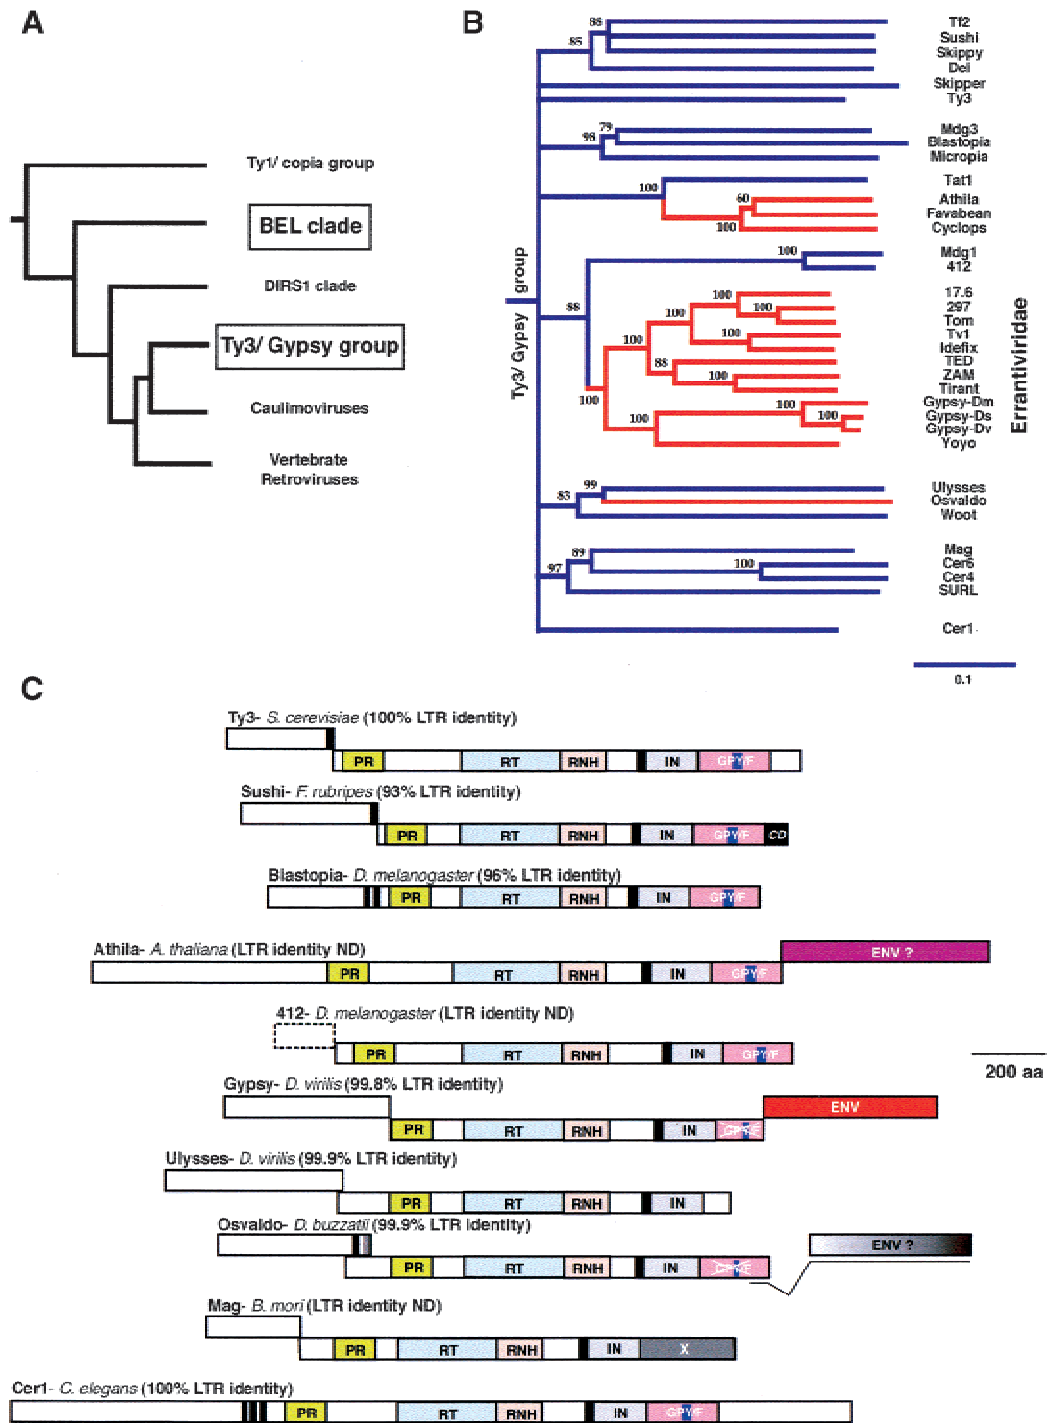 A
Ty1/ copia group
BEL clade
DIRS1 clade
Ty3/ Gypsy group
Caulimoviruses
Vertebrate
Retroviruses
B
Ty3/ Gypsy group
88
85
79
98
100
60
100
100
88
100
100
100
100
100
88
100
100
100
100
100
99
83
89
100
97
Tf2
Sushi
Skippy
Del
Skipper
Ty3
Mdg3
Blastopia
Micropia
Tat1
Athila
Favabean
Cyclops
Mdg1
412
17.6
297
Tom
Tv1
Idefix
TED
ZAM
Tirant
Gypsy-Dm
Gypsy-Ds
Gypsy-Dv
Yoyo
Errantiviridae
Ulysses
Osvaldo
Woot
Mag
Cer6
Cer4
SURL
Cer1
0.1
C
Ty3- S. cerevisiae (100% LTR identity)
PR RT RNH IN GPY/F
Sushi- F. rubripes (93% LTR identity)
PR RT RNH IN GPY/F CD
Blastopia- D. melanogaster (96% LTR identity)
PR RT RNH IN GPY/F
Athila- A. thaliana (LTR identity ND)
ENV ?
PR RT RNH IN GPY/F
412- D. melanogaster (LTR identity ND)
PR RT RNH IN GPY/F
200 aa
Gypsy- D. virilis (99.8% LTR identity)
ENV
PR RT RNH IN GPY/F
Ulysses- D. virilis (99.9% LTR identity)
PR RT RNH IN
Osvaldo- D. buzzatii (99.9% LTR identity)
ENV ?
PR RT RNH IN GPY/F
Mag- B. mori (LTR identity ND)
PR RT RNH IN X
Cer1- C. elegans (100% LTR identity)
PR RT RNH IN GPY/F